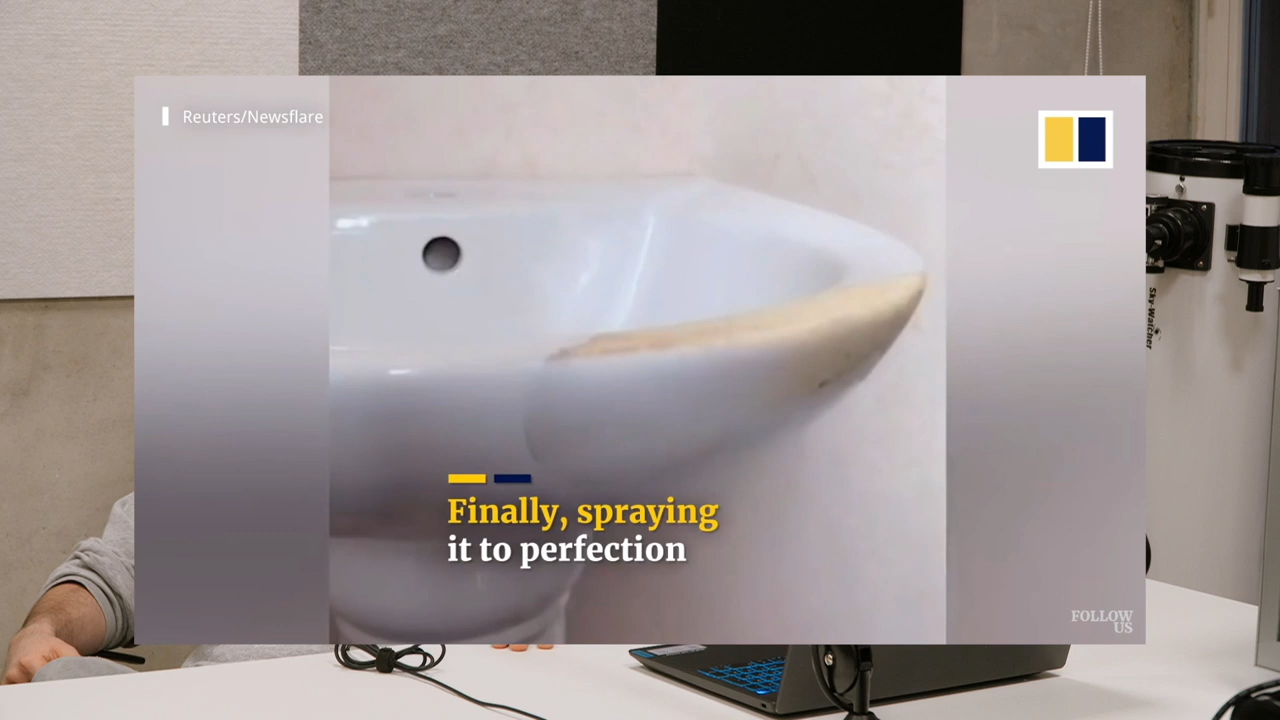 Reuters/Newsflare
Sky-Watcher
Finally, spraying
it to perfection
FOLLOW
US